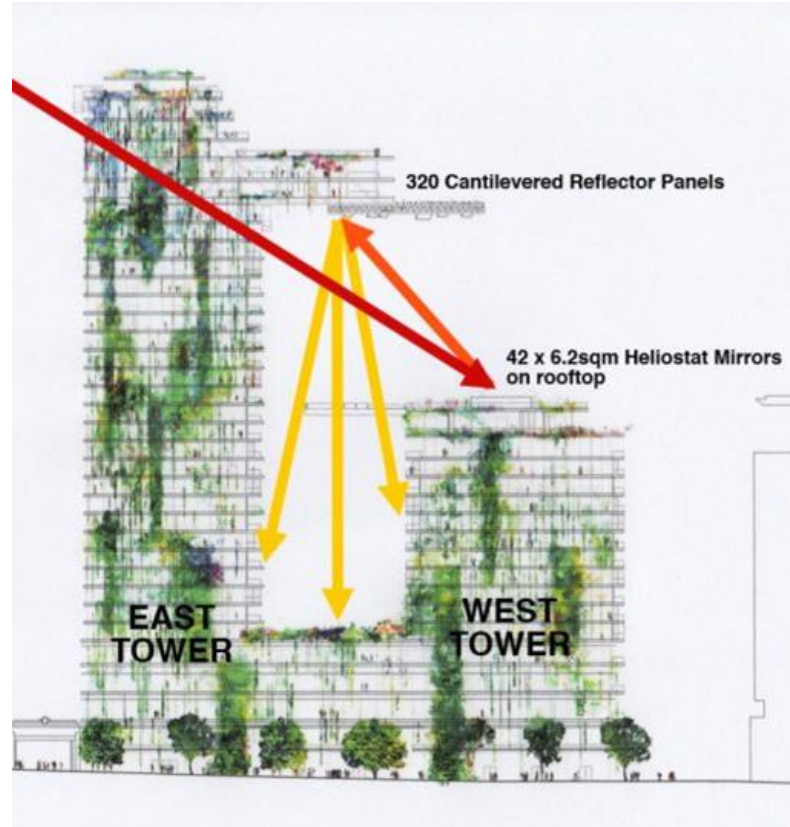 320 Cantilevered Reflector Panels
42 x 6.2sqm Heliostat Mirrors
on rooftop
EAST
TOWER
WEST
TOWER